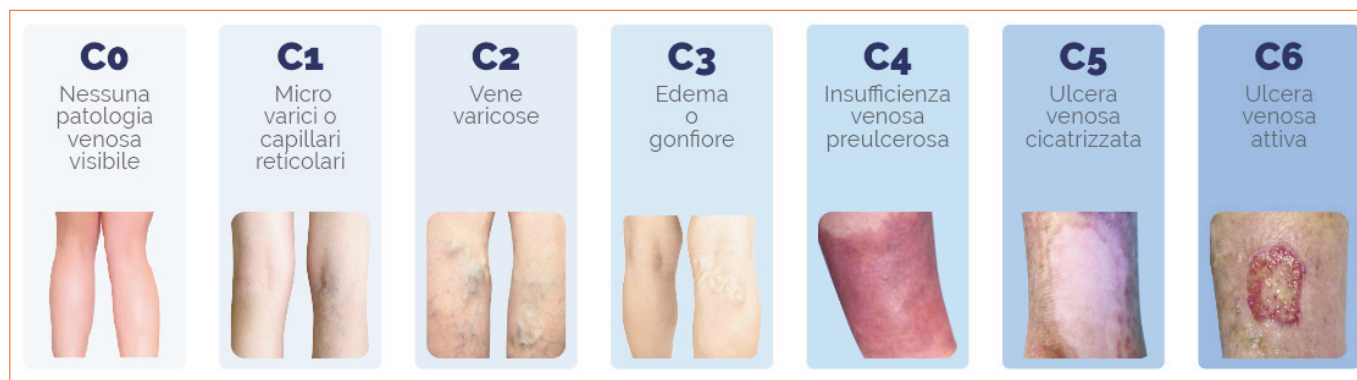 C0
Nessuna
patologia
venosa
visibile
C1
Micro
varici o
capillari
reticolari
C2
Vene
varicose
C3
Edema
o
gonfiore
C4
Insufficienza
venosa
preulcerosa
C5
Ulcera
venosa
cicatrizzata
C6
Ulcera
venosa
attiva